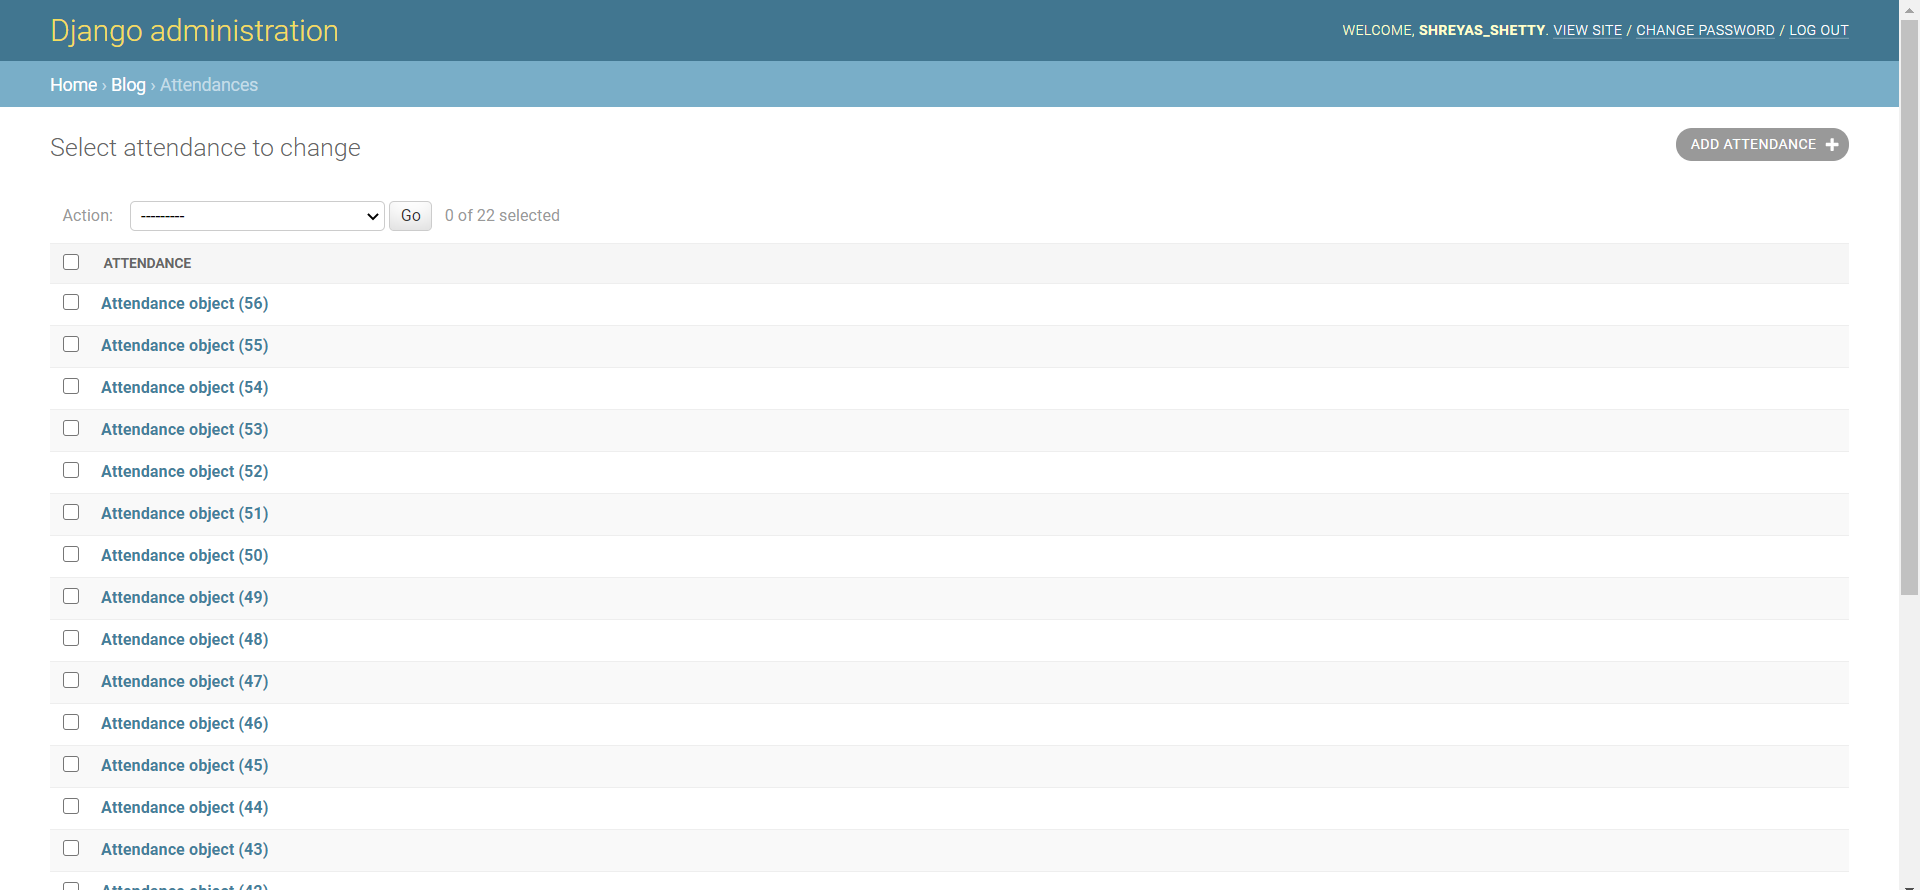 Django administration
WELCOME, SHREYAS_SHETTY. VIEW SITE / CHANGE PASSWORD / LOG OUT
Home › Blog › Attendances
Select attendance to change
ADD ATTENDANCE +
Action: --------- Go 0 of 22 selected
ATTENDANCE
Attendance object (56)
Attendance object (55)
Attendance object (54)
Attendance object (53)
Attendance object (52)
Attendance object (51)
Attendance object (50)
Attendance object (49)
Attendance object (48)
Attendance object (47)
Attendance object (46)
Attendance object (45)
Attendance object (44)
Attendance object (43)
Attendance object (42)